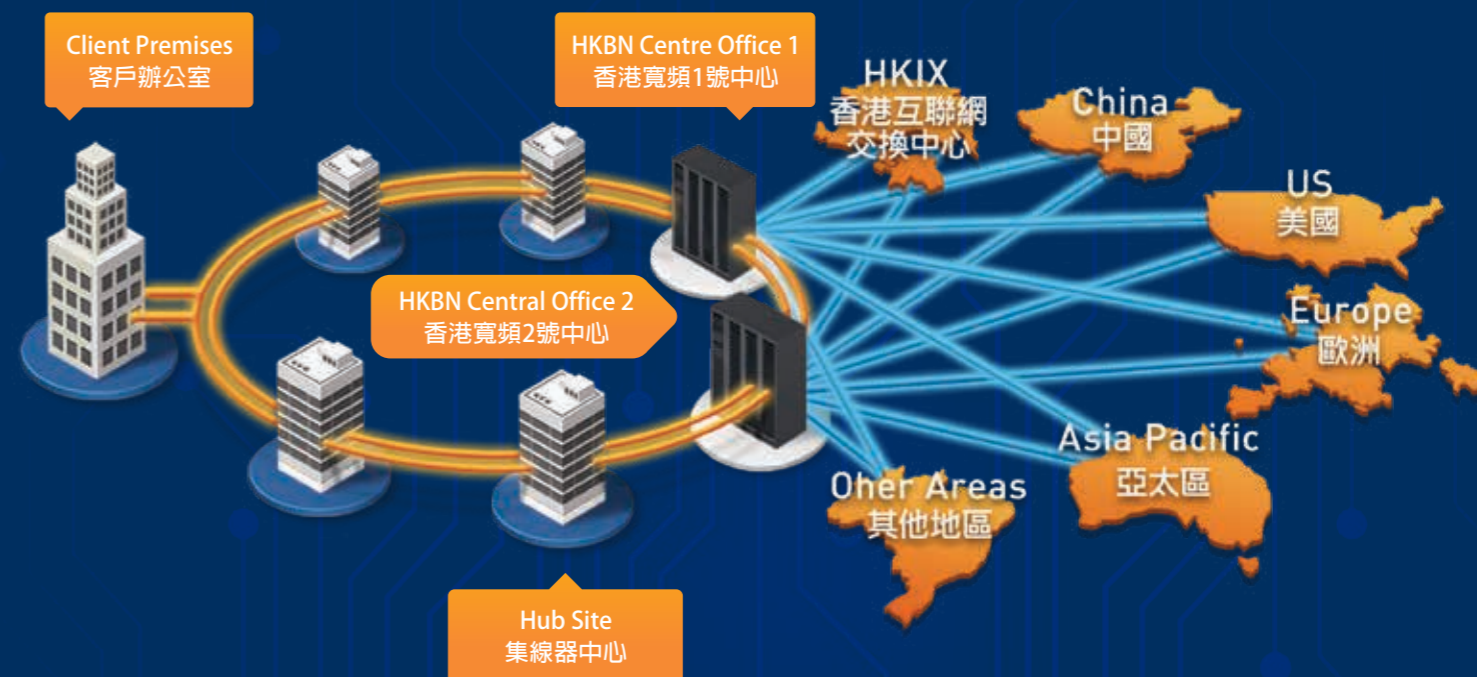 Client Premises
客戶辦公室
HKBN Centre Office 1
香港寬頻1號中心
HKIX
香港互聯網
交換中心
China
中國
US
美國
HKBN Central Office 2
香港寬頻2號中心
Europe
歐洲
Asia Pacific
亞太區
Oher Areas
其他地區
Hub Site
集線器中心